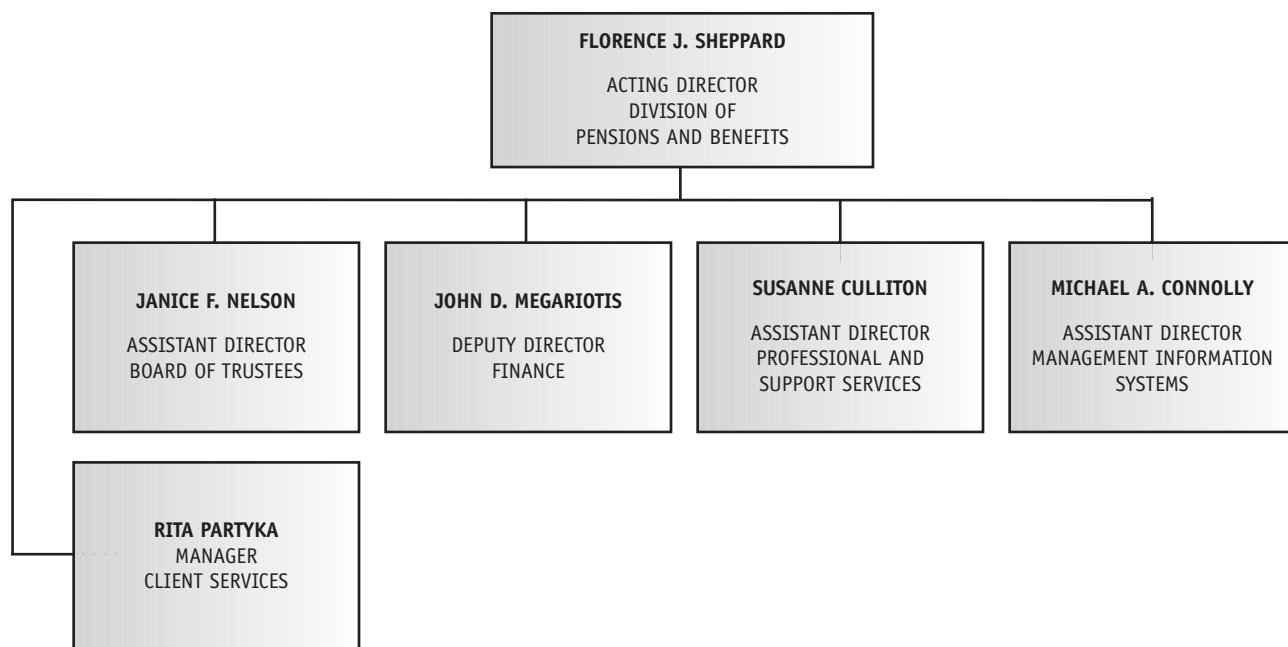 FLORENCE J. SHEPPARD
ACTING DIRECTOR
DIVISION OF
PENSIONS AND BENEFITS
JANICE F. NELSON
ASSISTANT DIRECTOR
BOARD OF TRUSTEES
JOHN D. MEGARIOTIS
DEPUTY DIRECTOR
FINANCE
SUSANNE CULLITON
ASSISTANT DIRECTOR
PROFESSIONAL AND
SUPPORT SERVICES
MICHAEL A. CONNOLLY
ASSISTANT DIRECTOR
MANAGEMENT INFORMATION
SYSTEMS
RITA PARTYKA
MANAGER
CLIENT SERVICES